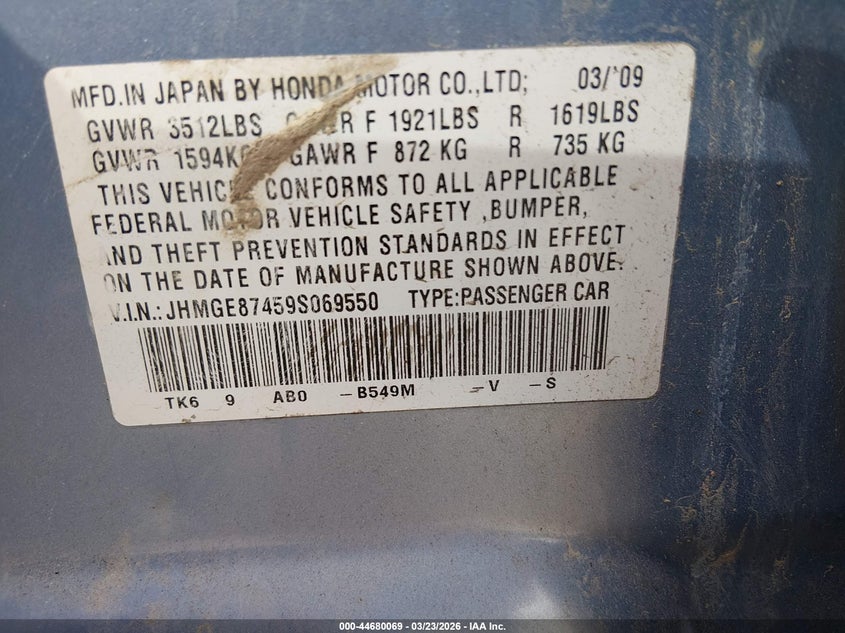 MFD.IN JAPAN BY HONDA MOTOR CO.,LTD; 03/'09
GVWR 3512LBS GAWR F 1921LBS R 1619LBS
GVWR 1594KG GAWR F 872 KG R 735 KG
THIS VEHICLE CONFORMS TO ALL APPLICABLE
FEDERAL MOTOR VEHICLE SAFETY ,BUMPER,
AND THEFT PREVENTION STANDARDS IN EFFECT
ON THE DATE OF MANUFACTURE SHOWN ABOVE.
V.I.N.:JHMGE87459S069550 TYPE:PASSENGER CAR
TK6 9 AB0 -B549M -V -S
000-44680069 | 03/23/2026 - IAA Inc.